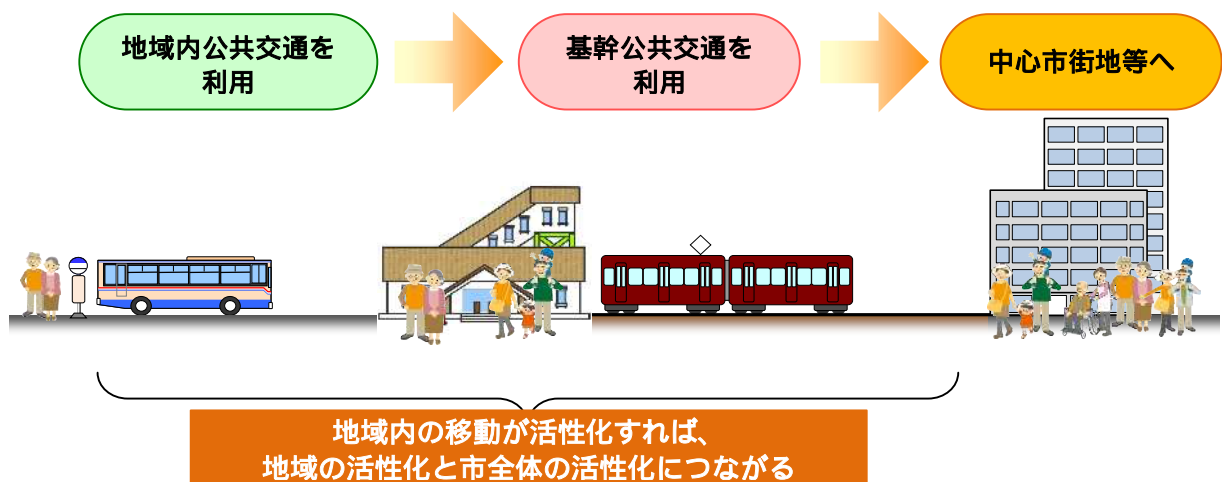 地域内公共交通を
利用
基幹公共交通を
利用
中心市街地等へ
地域内の移動が活性化すれば、
地域の活性化と市全体の活性化につながる